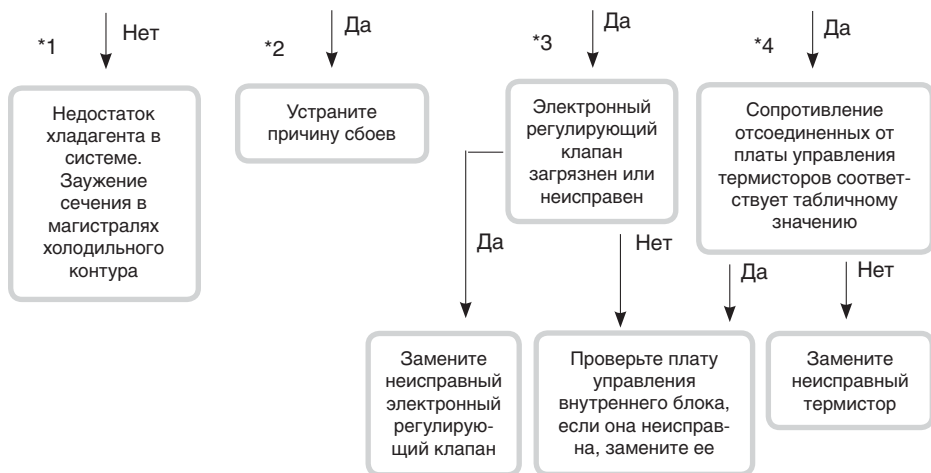 *1
Нет
*2
Да
*3
Да
*4
Да
Недостаток
хладагента в
системе.
Заужение
сечения в
магистралях
холодильного
контура
Устраните
причину сбоев
Электронный
регулирующий
клапан
загрязнен или
неисправен
Сопротивление
отсоединенных от
платы управления
термисторов соответ-
ствует табличному
значению
Да
Нет
Да
Нет
Замените
неисправный
электронный
регулирую-
щий клапан
Проверьте плату
управления
внутреннего блока,
если она неисправ-
на, замените ее
Замените
неисправный
термистор